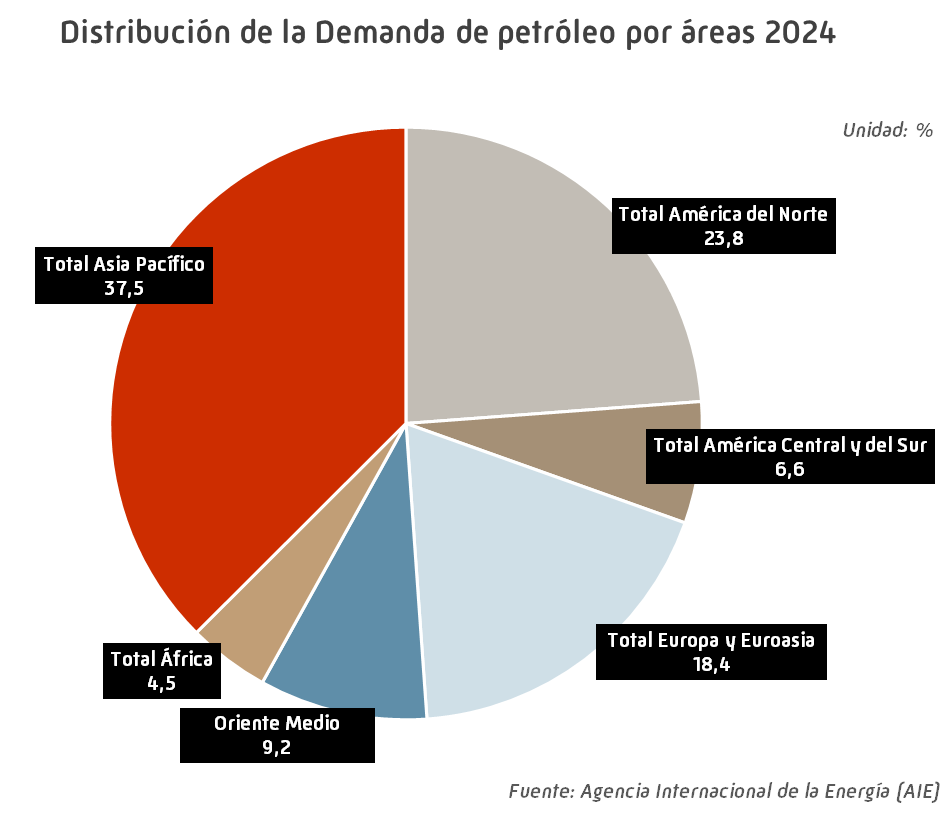 Distribución de la Demanda de petróleo por áreas 2024
Unidad: %
Total América del Norte
23,8
Total Asia Pacífico
37,5
Total América Central y del Sur
6,6
Total Europa y Euroasia
18,4
Total África
4,5
Oriente Medio
9,2
Fuente: Agencia Internacional de la Energía (AIE)